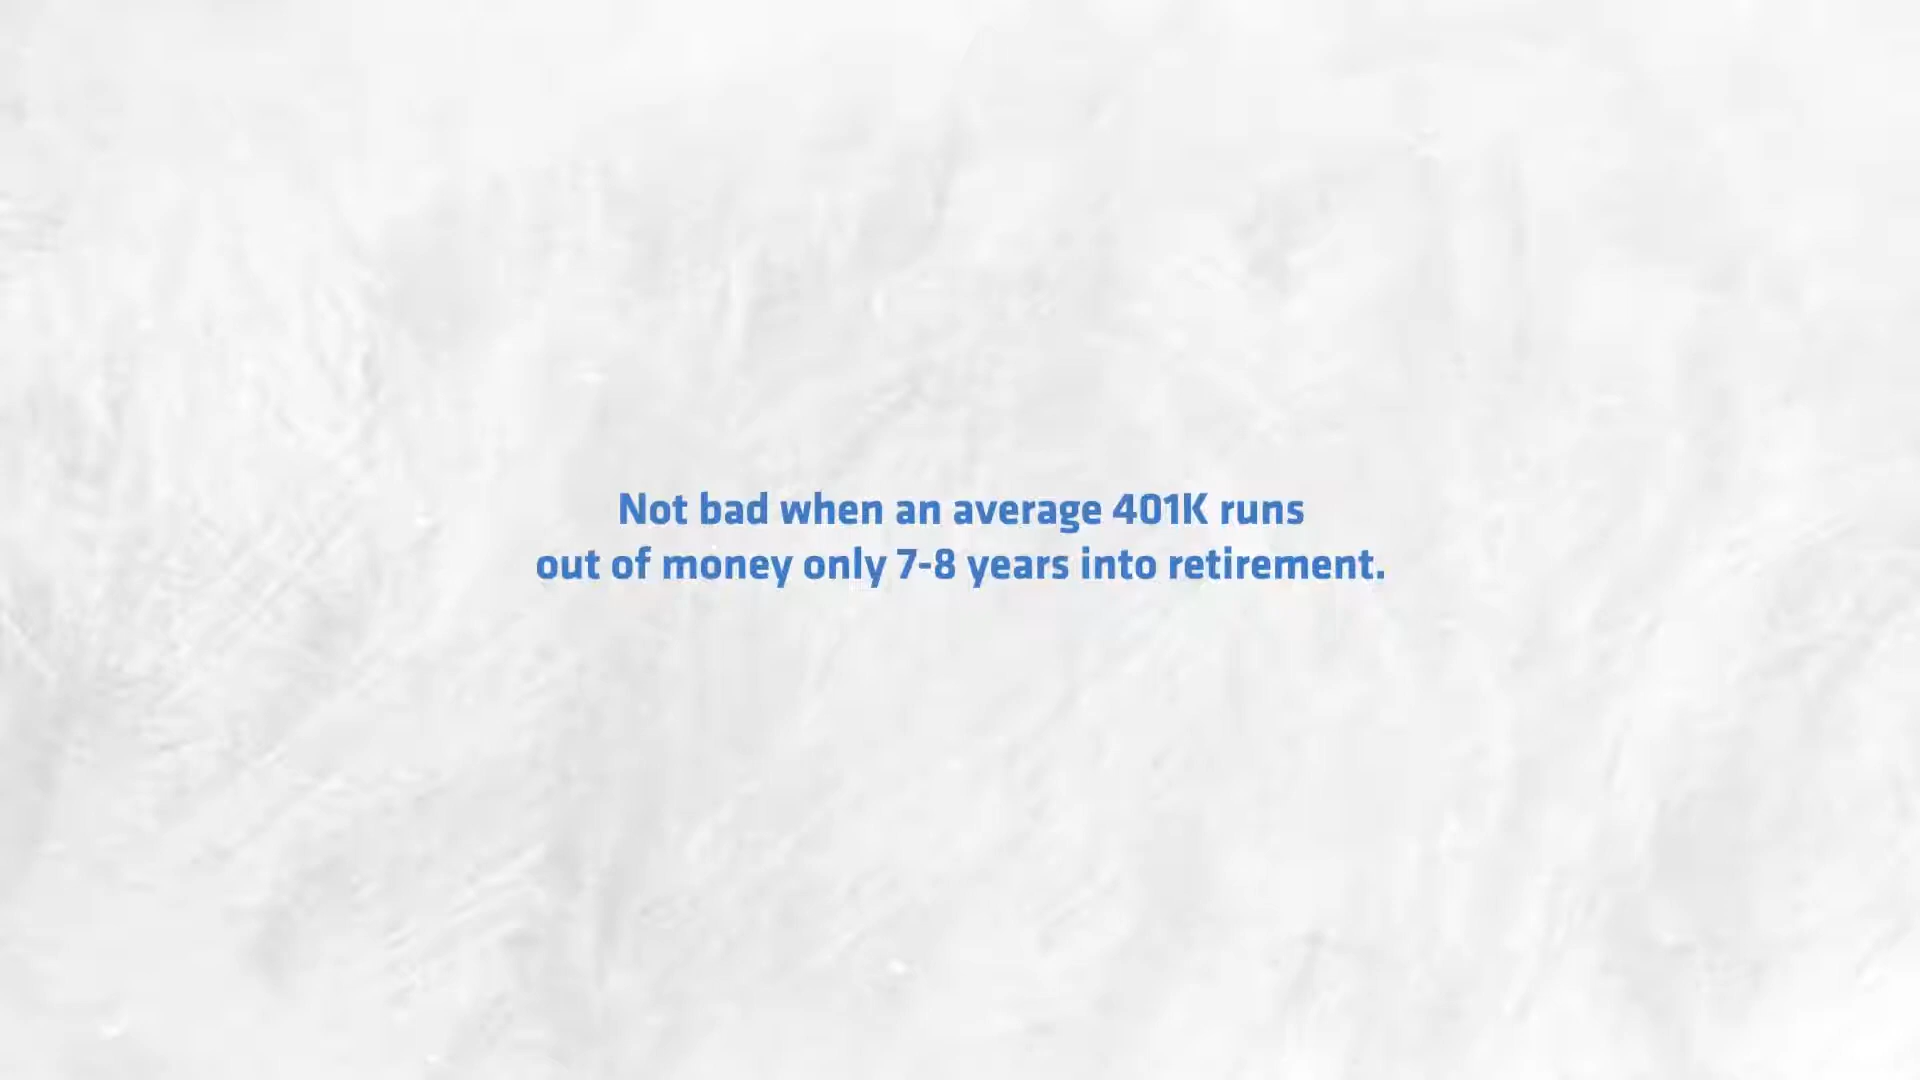 Not bad when an average 401K runs
out of money only 7-8 years into retirement.